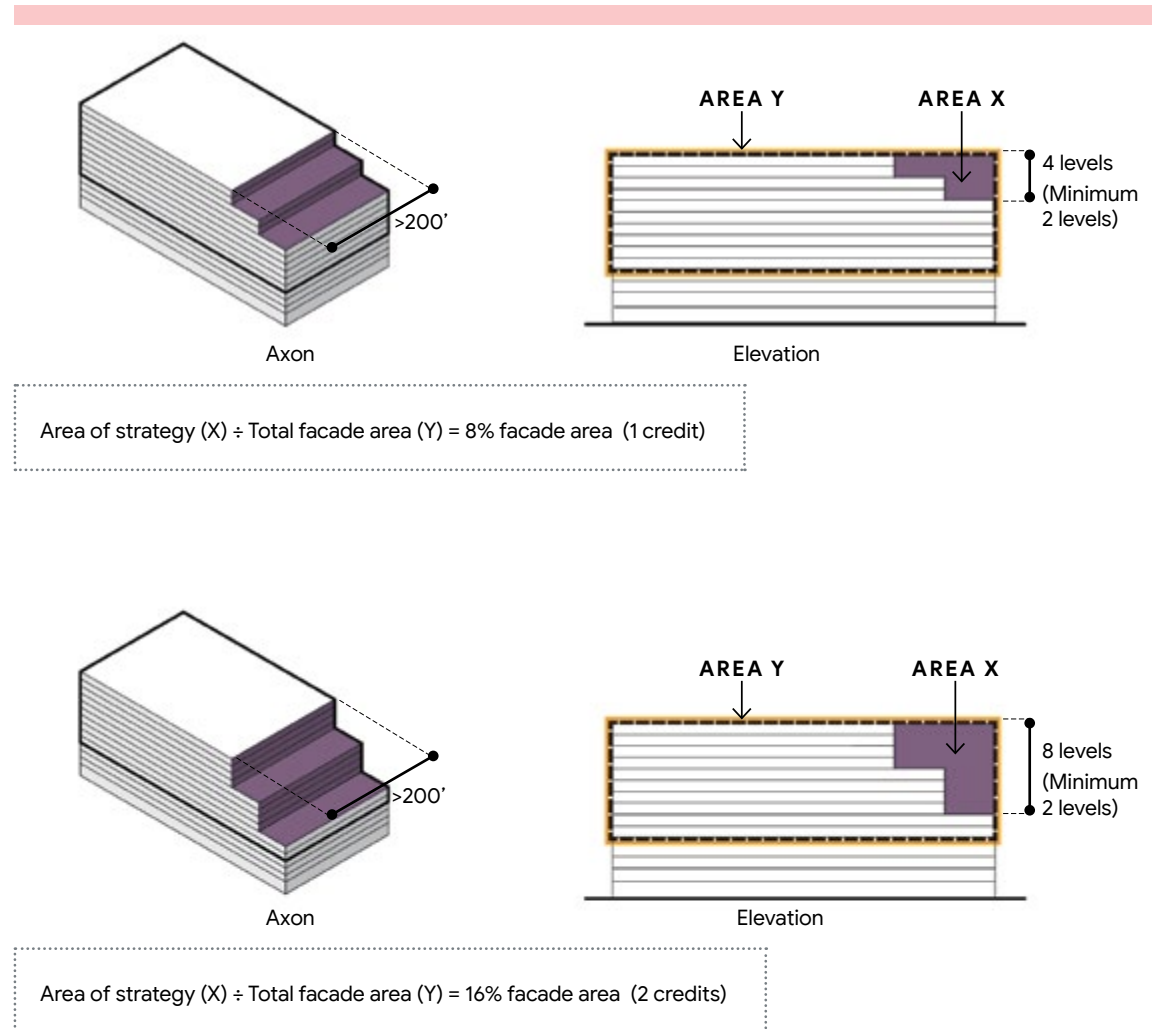 AREA Y
AREA X
4 levels
(Minimum
2 levels)
>200’
Axon
Elevation
Area of strategy (X) ÷ Total facade area (Y) = 8% facade area (1 credit)
AREA Y
AREA X
8 levels
(Minimum
2 levels)
>200’
Axon
Elevation
Area of strategy (X) ÷ Total facade area (Y) = 16% facade area (2 credits)